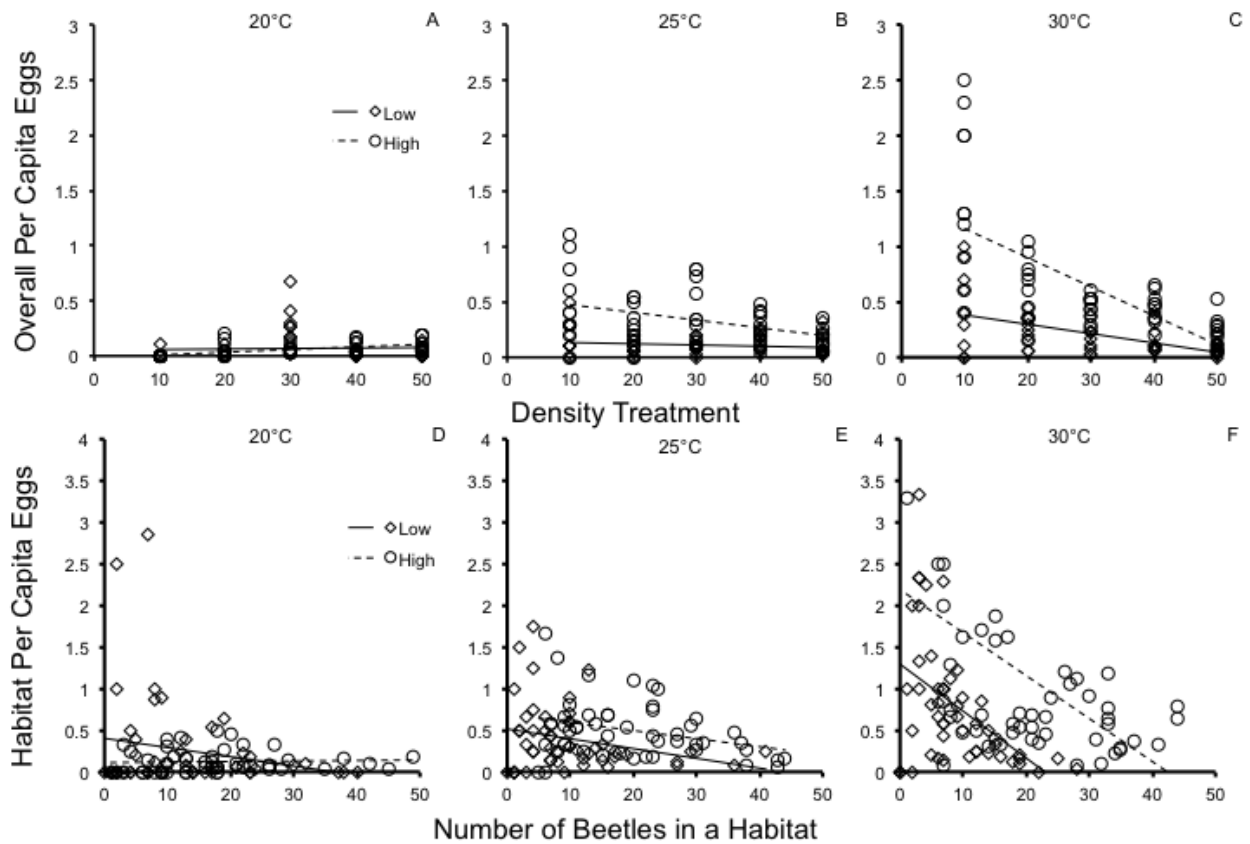 20°C A
25°C B
30°C C
Overall Per Capita Eggs
3
2.5
2
1.5
1
0.5
0
0 10 20 30 40 50
Low
High
3
2.5
2
1.5
1
0.5
0
0 10 20 30 40 50
3
2.5
2
1.5
1
0.5
0
0 10 20 30 40 50
Density Treatment
20°C D
25°C E
30°C F
Habitat Per Capita Eggs
4
3.5
3
2.5
2
1.5
1
0.5
0
0 10 20 30 40 50
Low
High
4
3.5
3
2.5
2
1.5
1
0.5
0
0 10 20 30 40 50
4
3.5
3
2.5
2
1.5
1
0.5
0
0 10 20 30 40 50
Number of Beetles in a Habitat